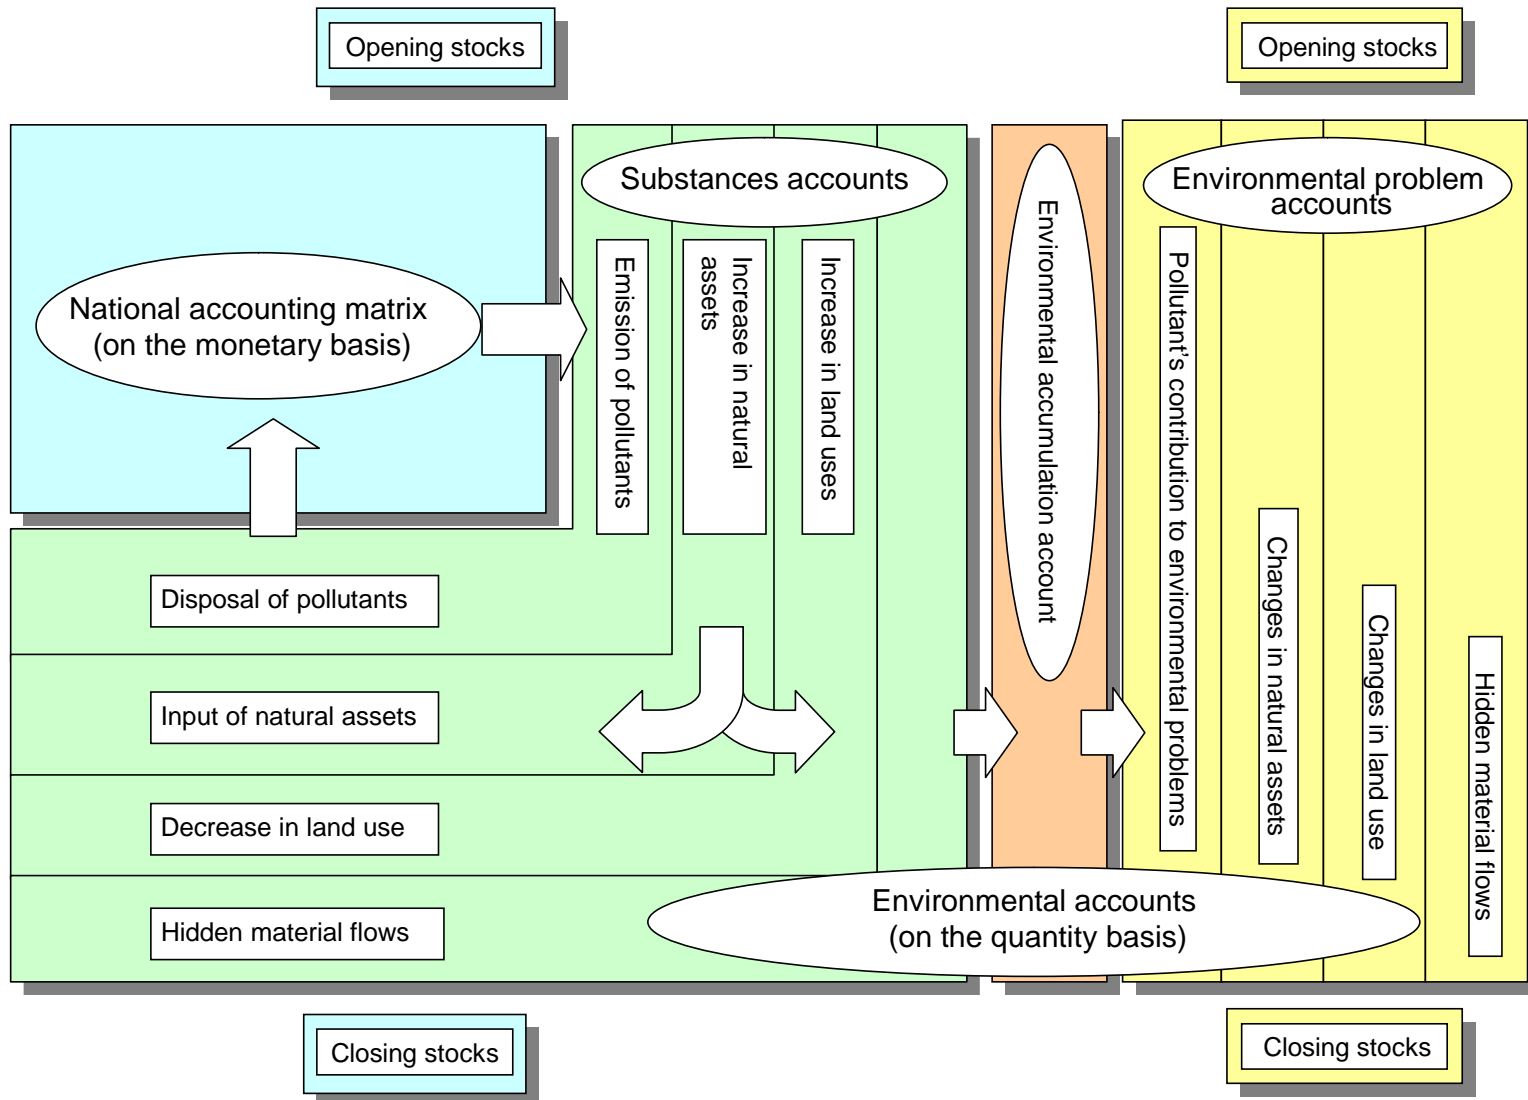 Opening stocks
Opening stocks
Substances accounts
Environmental problem
accounts
National accounting matrix
(on the monetary basis)
Emission of pollutants
Increase in natural
assets
Increase in land uses
Environmental accumulation account
Pollutant's contribution to environmental problems
Changes in natural assets
Changes in land use
Hidden material flows
Disposal of pollutants
Input of natural assets
Decrease in land use
Hidden material flows
Environmental accounts
(on the quantity basis)
Closing stocks
Closing stocks